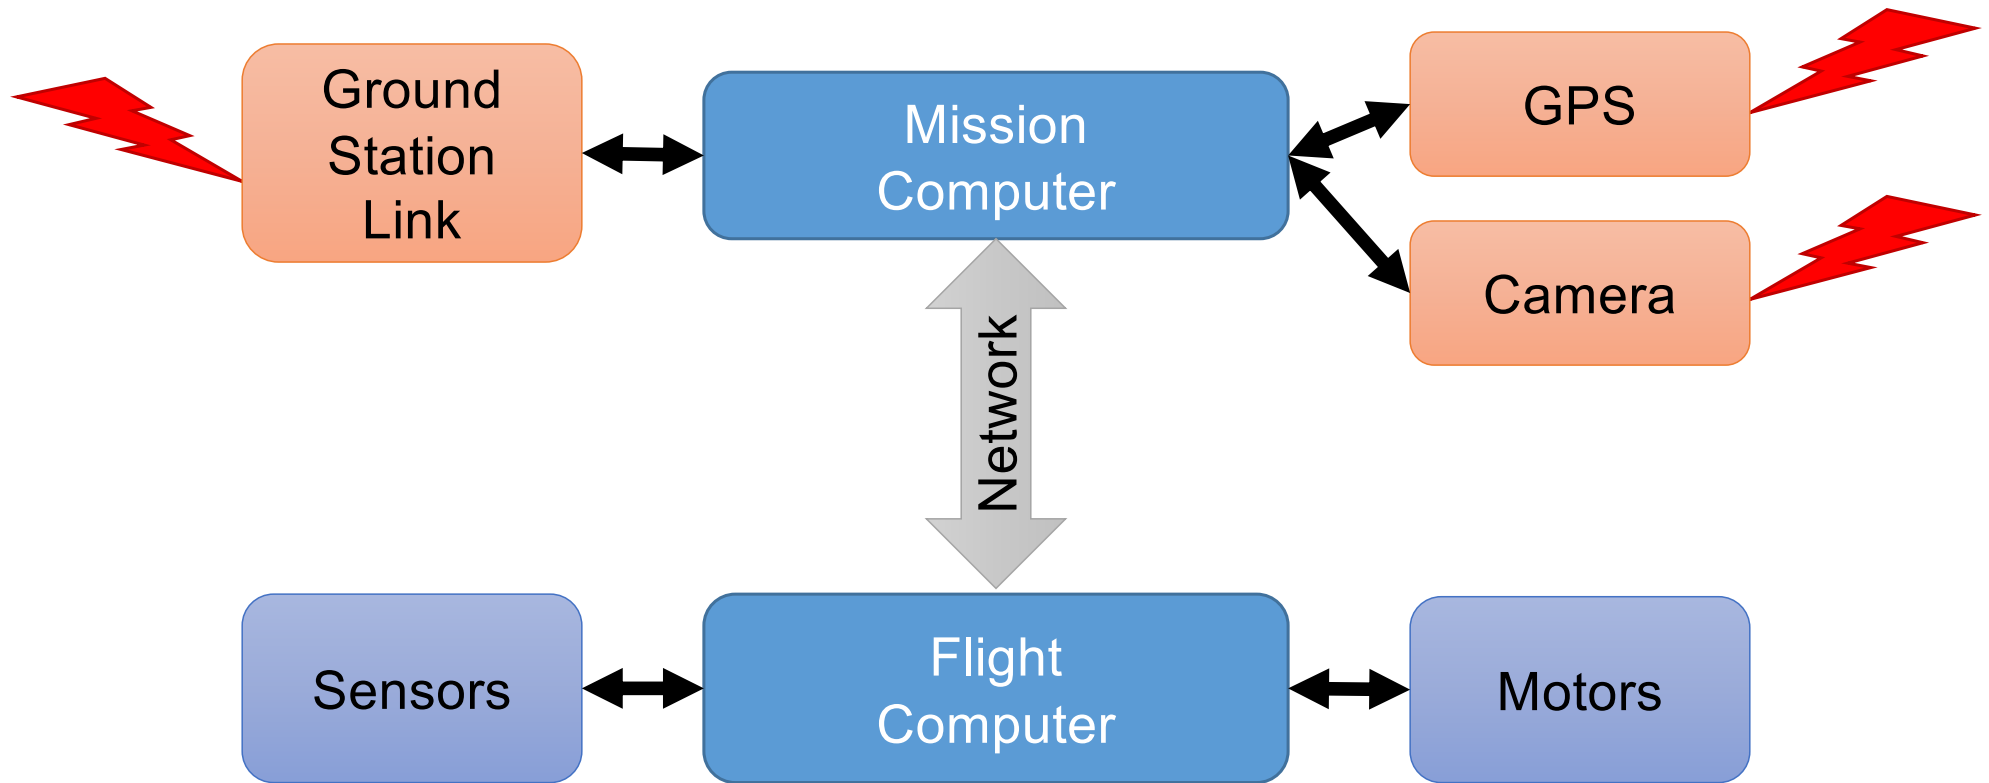 Ground
Station
Link
Mission
Computer
GPS
Camera
Network
Sensors
Flight
Computer
Motors